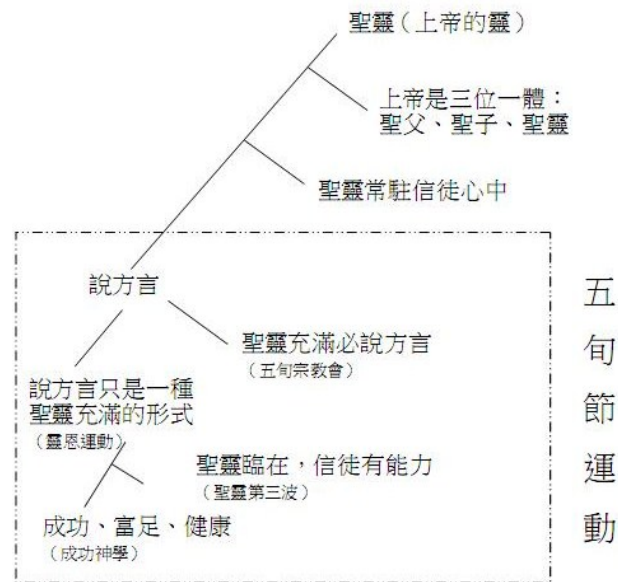 聖靈（上帝的靈）
上帝是三位一體：
聖父、聖子、聖靈
聖靈常駐信徒心中
說方言
聖靈充滿必說方言
（五旬宗教會）
說方言只是一種
聖靈充滿的形式
（靈恩運動）
聖靈臨在，信徒有能力
（聖靈第三波）
成功、富足、健康
（成功神學）
五
旬
節
運
動